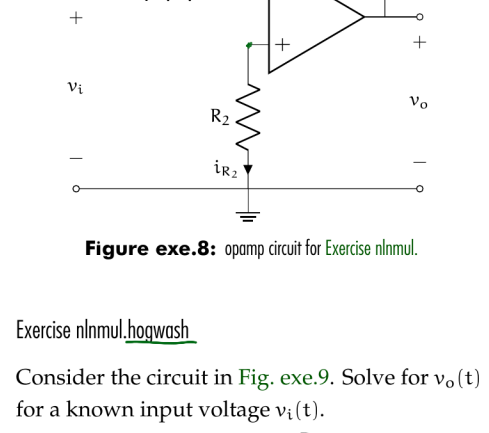 +
+
+
vi
vo
R2
iR2
−
−
Figure exe.8: opamp circuit for Exercise nlnmul.
Exercise nlnmul.hogwash
Consider the circuit in Fig. exe.9. Solve for vo(t)
for a known input voltage vi(t).